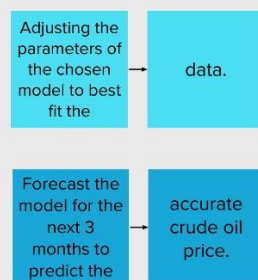 Adjusting the
parameters of
the chosen
model to best
fit the
data.
Forecast the
model for the
next 3
months to
predict the
accurate
crude oil
price.